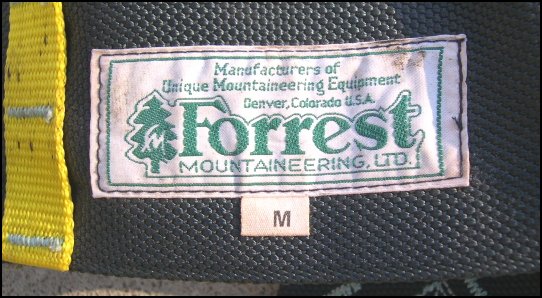 Manufacturers of
Unique Mountaineering Equipment
Denver, Colorado U.S.A.
Forrest
MOUNTAINEERING, LTD.
M